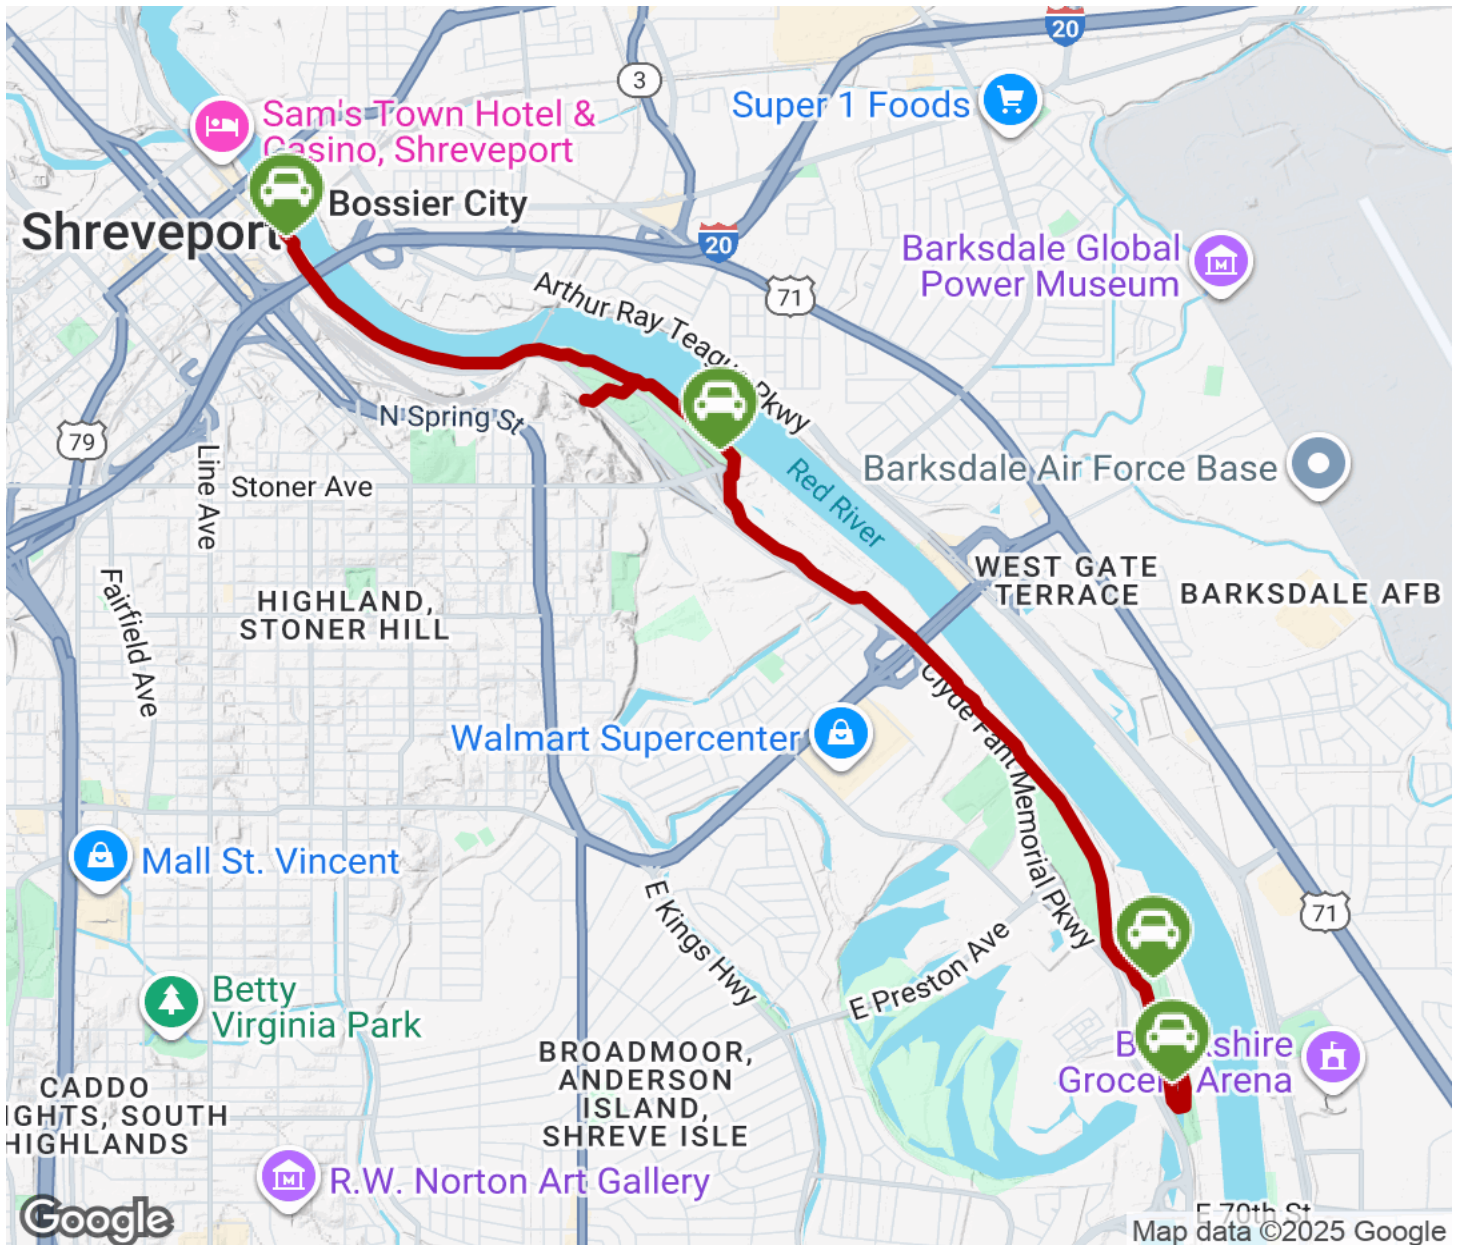 20
3
Super 1 Foods
Sam's Town Hotel &
Casino, Shreveport
Bossier City
Shreveport
20
Barksdale Global
Power Museum
71
Arthur Ray Teague Pkwy
79
N Spring St
Line Ave
Stoner Ave
Red River
Barksdale Air Force Base
WEST GATE
TERRACE
BARKSDALE AFB
Fairfield Ave
HIGHLAND,
STONER HILL
Clyde Fant Memorial Pkwy
Walmart Supercenter
Mall St. Vincent
E Kings Hwy
71
E Preston Ave
Betty
Virginia Park
BROADMOOR,
ANDERSON
ISLAND,
SHREVE ISLE
B kshire
Grocery Arena
CADDO
IGHTS, SOUTH
HIGHLANDS
R.W. Norton Art Gallery
E 70th St
Google
Map data ©2025 Google